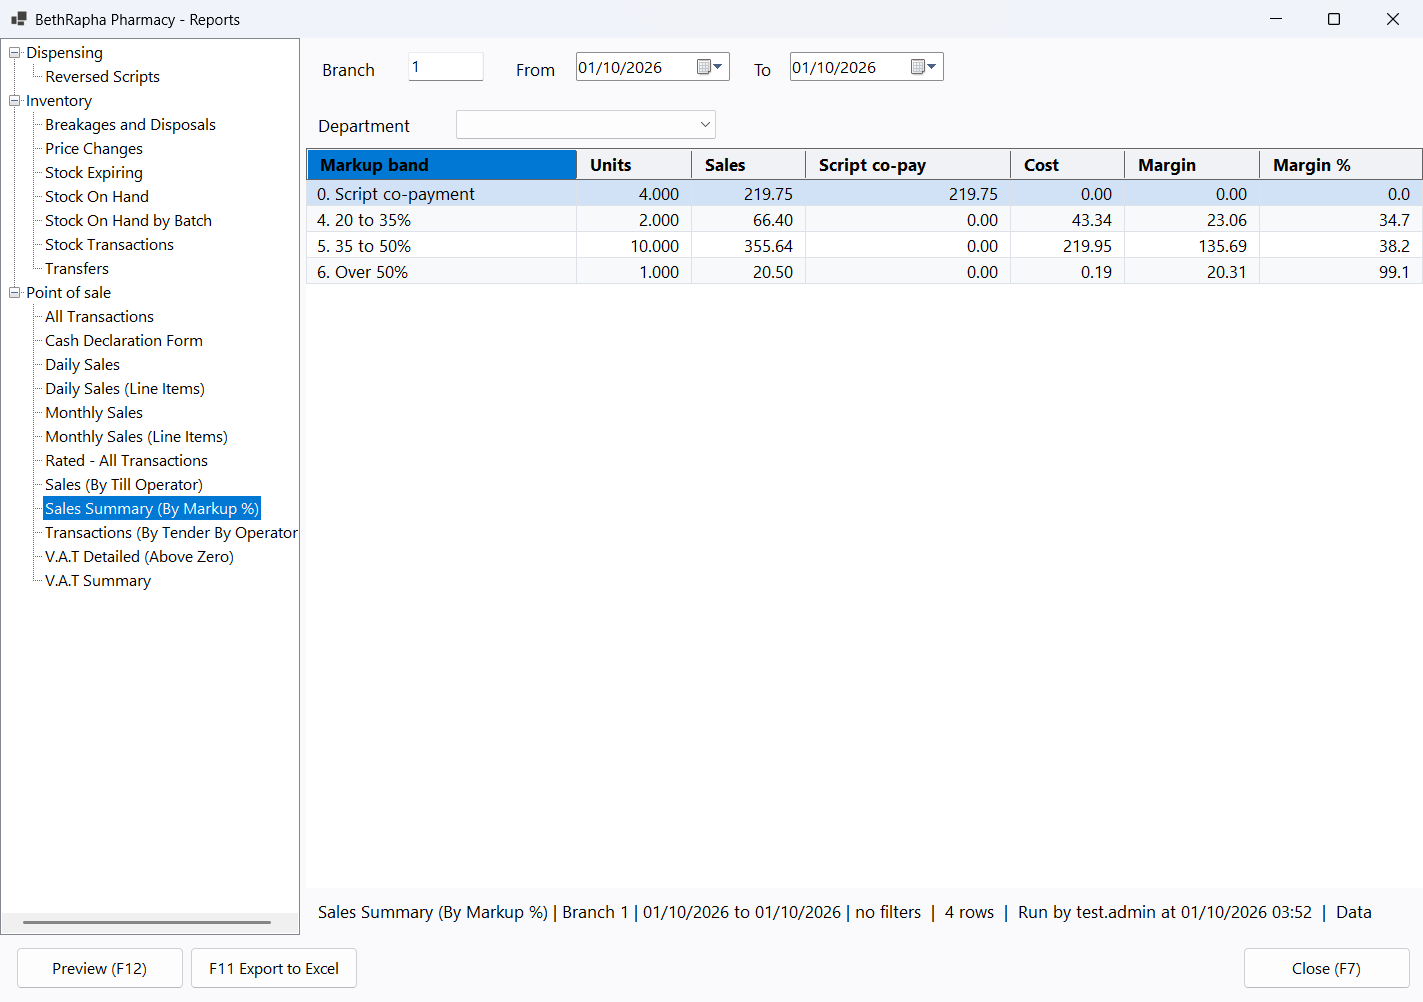 BethRapha Pharmacy - Reports
Dispensing
Reversed Scripts
Inventory
Breakages and Disposals
Price Changes
Stock Expiring
Stock On Hand
Stock On Hand by Batch
Stock Transactions
Transfers
Point of sale
All Transactions
Cash Declaration Form
Daily Sales
Daily Sales (Line Items)
Monthly Sales
Monthly Sales (Line Items)
Rated - All Transactions
Sales (By Till Operator)
Sales Summary (By Markup %)
Transactions (By Tender By Operator
V.A.T Detailed (Above Zero)
V.A.T Summary
Branch 1 From 01/10/2026 To 01/10/2026
Department
Markup band Units Sales Script co-pay Cost Margin Margin %
0. Script co-payment 4.000 219.75 219.75 0.00 0.00 0.0
4. 20 to 35% 2.000 66.40 0.00 43.34 23.06 34.7
5. 35 to 50% 10.000 355.64 0.00 219.95 135.69 38.2
6. Over 50% 1.000 20.50 0.00 0.19 20.31 99.1
Sales Summary (By Markup %) | Branch 1 | 01/10/2026 to 01/10/2026 | no filters | 4 rows | Run by test.admin at 01/10/2026 03:52 | Data
Preview (F12) F11 Export to Excel Close (F7)